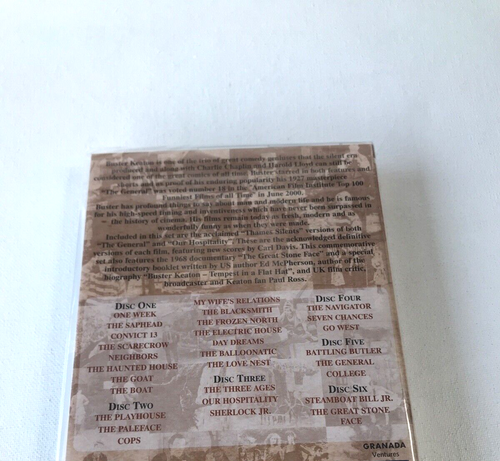 Buster Keaton is one of the seven great comedy geniuses that the silent era
produced and along with Charlie Chaplin and Harold Lloyd can still be
considered one of the great comics of all time. Buster starred in both features and
shorts and as proof of his enduring popularity his 1927 masterpiece
"The General" was voted number 18 in the "American Film Institute Top 100
Funniest Films of all Time" in June 2000.
Buster has profound things to say about man and modern life and he is famous
for his high-speed timing and inventiveness which have never been surpassed in
the history of cinema. His films remain today as fresh, modern and as
wonderfully funny as when they were made.
Included in this set are the acclaimed "Thames Silents" versions of both
"The General" and "Our Hospitality". These are the acknowledged definitive
versions of each film, featuring new scores by Carl Davis. This commemorative
set also features the 1968 documentary "The Great Stone Face" and a special
introductory booklet written by US author Ed McPherson, author of the
biography "Buster Keaton – Tempest in a Flat Hat", and UK film critic,
broadcaster and Keaton fan Paul Ross.
DISC ONE
ONE WEEK
THE SAPHEAD
CONVICT 13
THE SCARECROW
NEIGHBORS
THE HAUNTED HOUSE
THE GOAT
THE BOAT
DISC TWO
THE PLAYHOUSE
THE PALEFACE
COPS
MY WIFE'S RELATIONS
THE BLACKSMITH
THE FROZEN NORTH
THE ELECTRIC HOUSE
DAY DREAMS
THE BALLOONATIC
THE LOVE NEST
DISC THREE
THE THREE AGES
OUR HOSPITALITY
SHERLOCK JR.
DISC FOUR
THE NAVIGATOR
SEVEN CHANCES
GO WEST
DISC FIVE
BATTLING BUTLER
THE GENERAL
COLLEGE
DISC SIX
STEAMBOAT BILL JR.
THE GREAT STONE
FACE
GRANADA
Ventures